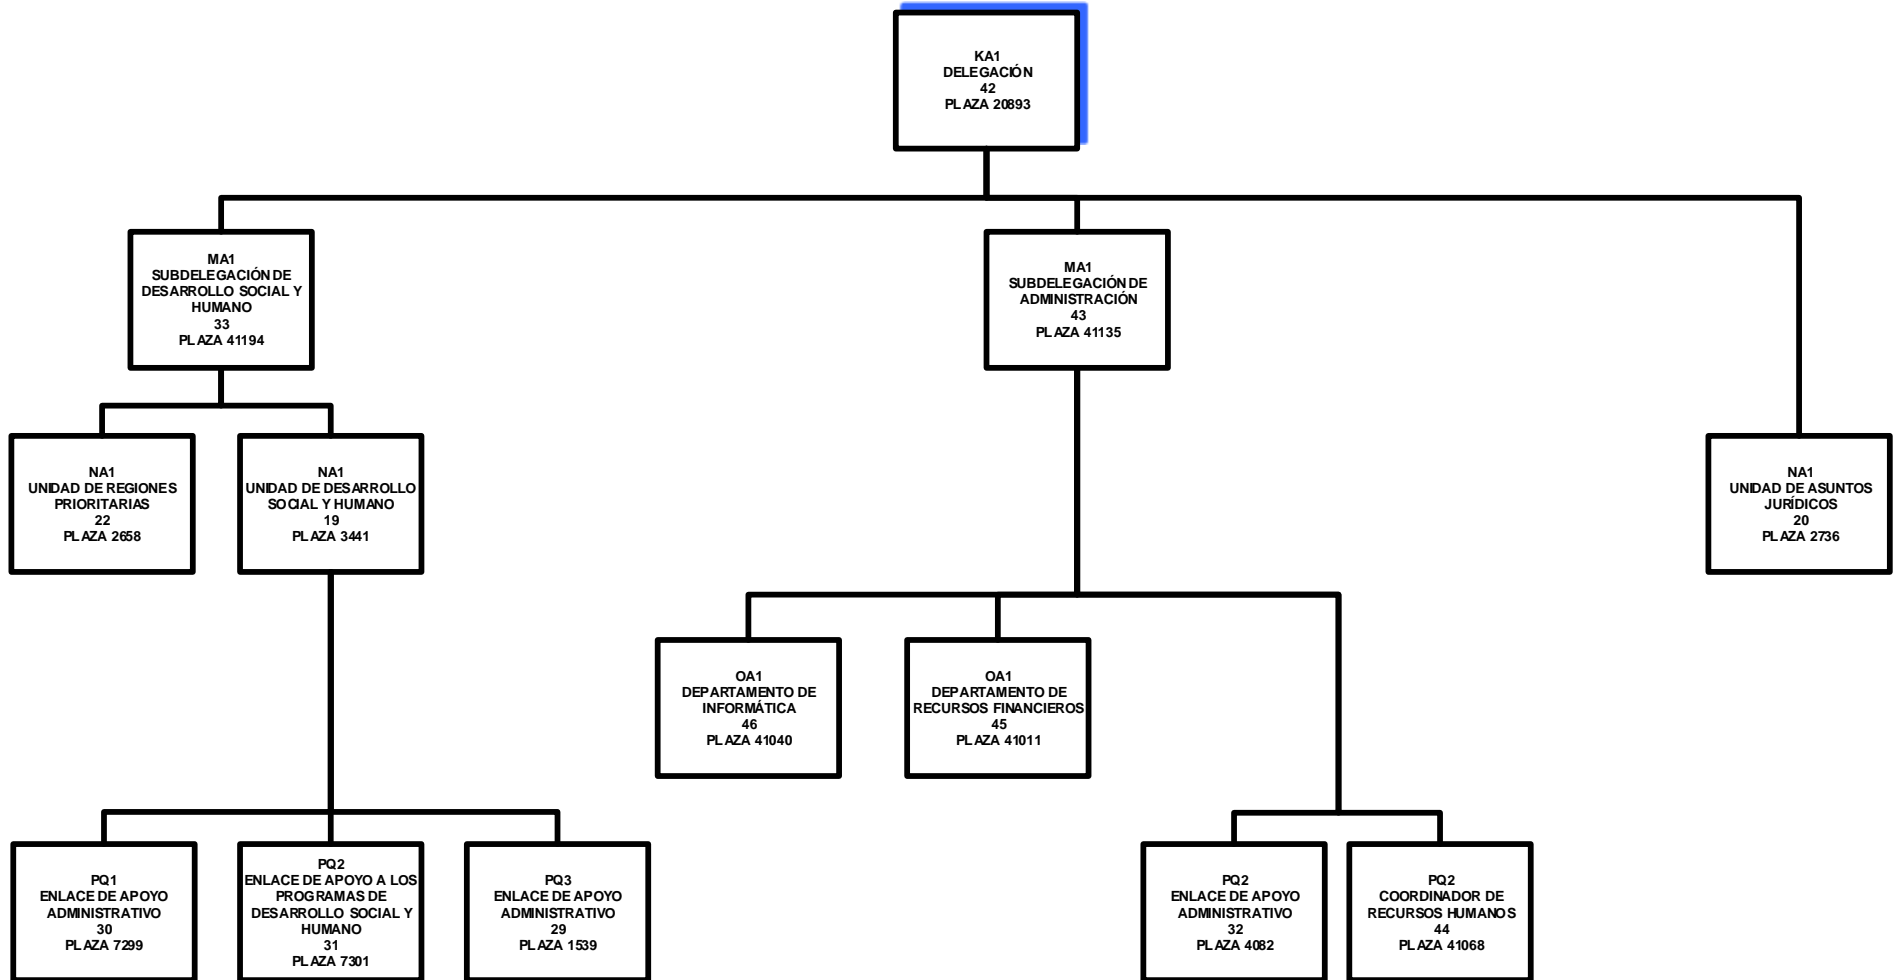 KA1
DELEGACIÓN
42
PLAZA 20893
MA1
SUBDELEGACIÓN DE
DESARROLLO SOCIAL Y
HUMANO
33
PLAZA 41194
MA1
SUBDELEGACIÓN DE
ADMINISTRACIÓN
43
PLAZA 41135
NA1
UNIDAD DE REGIONES
PRIORITARIAS
22
PLAZA 2658
NA1
UNIDAD DE DESARROLLO
SOCIAL Y HUMANO
19
PLAZA 3441
NA1
UNIDAD DE ASUNTOS
JURÍDICOS
20
PLAZA 2736
OA1
DEPARTAMENTO DE
INFORMÁTICA
46
PLAZA 41040
OA1
DEPARTAMENTO DE
RECURSOS FINANCIEROS
45
PLAZA 41011
PQ1
ENLACE DE APOYO
ADMINISTRATIVO
30
PLAZA 7299
PQ2
ENLACE DE APOYO A LOS
PROGRAMAS DE
DESARROLLO SOCIAL Y
HUMANO
31
PLAZA 7301
PQ3
ENLACE DE APOYO
ADMINISTRATIVO
29
PLAZA 1539
PQ2
ENLACE DE APOYO
ADMINISTRATIVO
32
PLAZA 4082
PQ2
COORDINADOR DE
RECURSOS HUMANOS
44
PLAZA 41068